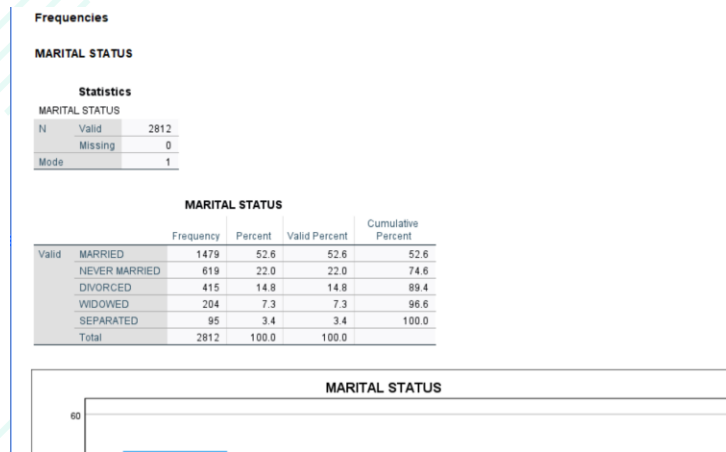 Frequencies
MARITAL STATUS
Statistics
MARITAL STATUS
N Valid 2812
Missing 0
Mode 1
MARITAL STATUS
Frequency Percent Valid Percent Cumulative Percent
Valid MARRIED 1479 52.6 52.6 52.6
NEVER MARRIED 619 22.0 22.0 74.6
DIVORCED 415 14.8 14.8 89.4
WIDOWED 204 7.3 7.3 96.6
SEPARATED 95 3.4 3.4 100.0
Total 2812 100.0 100.0
MARITAL STATUS
60